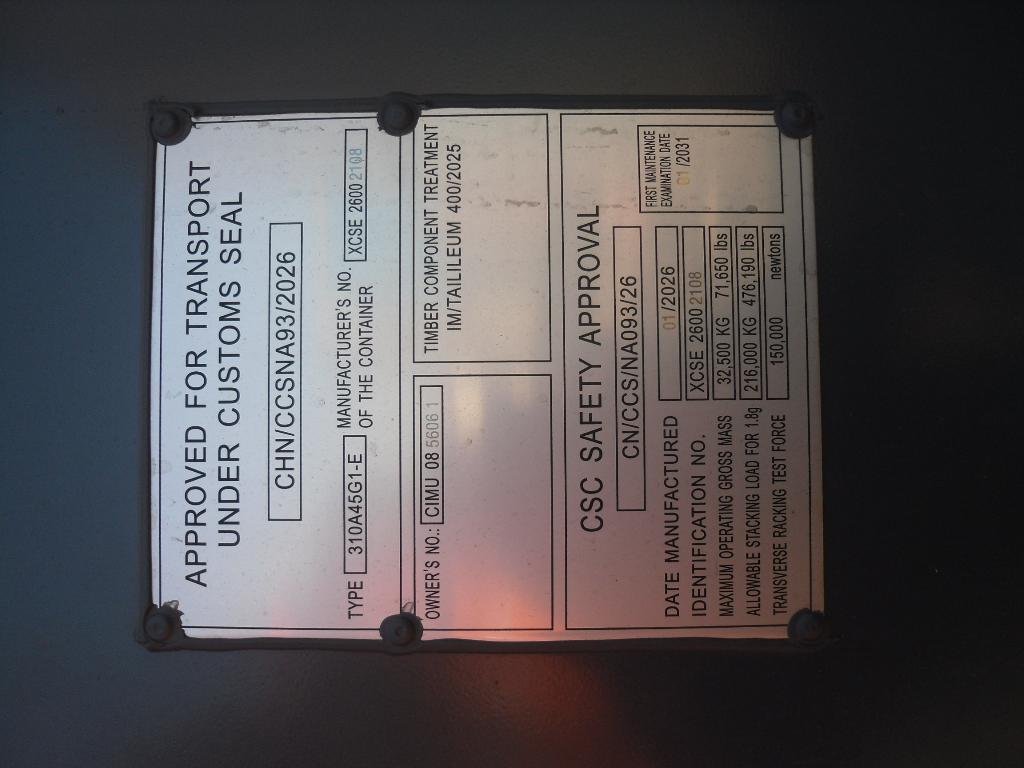 APPROVED FOR TRANSPORT
UNDER CUSTOMS SEAL
CHN/CCSNA93/2026
TYPE 310A45G1-E MANUFACTURER'S NO. XCSE 2600 2108
OF THE CONTAINER
OWNER'S NO.: CIMU 08 5606 1
TIMBER COMPONENT TREATMENT
IM/TAILILEUM 400/2025
CSC SAFETY APPROVAL
CN/CCS/NA093/26
FIRST MAINTENANCE
EXAMINATION DATE
01 /2031
DATE MANUFACTURED 01/2026
IDENTIFICATION NO. XCSE 2600 2108
MAXIMUM OPERATING GROSS MASS 32,500 KG 71,650 lbs
ALLOWABLE STACKING LOAD FOR 1.8g 216,000 KG 476,190 lbs
TRANSVERSE RACKING TEST FORCE 150,000 newtons